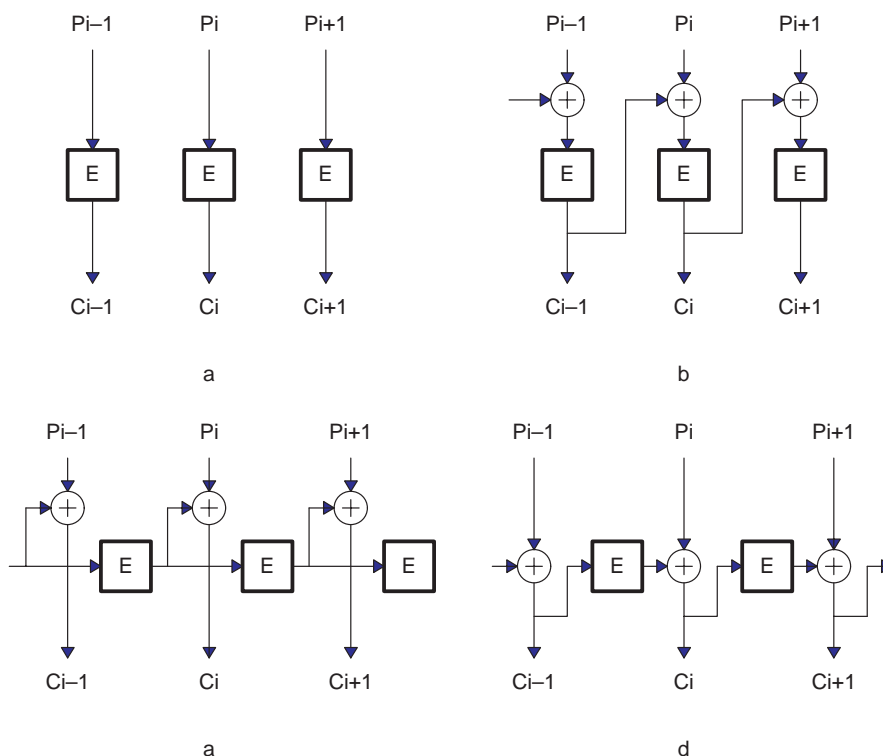 Pi–1 Pi Pi+1
E E E
Ci–1 Ci Ci+1
a
Pi–1 Pi Pi+1
+ + +
E E E
Ci–1 Ci Ci+1
b
Pi–1 Pi Pi+1
+ + +
E E E
Ci–1 Ci Ci+1
a
Pi–1 Pi Pi+1
E E
+ + +
Ci–1 Ci Ci+1
d